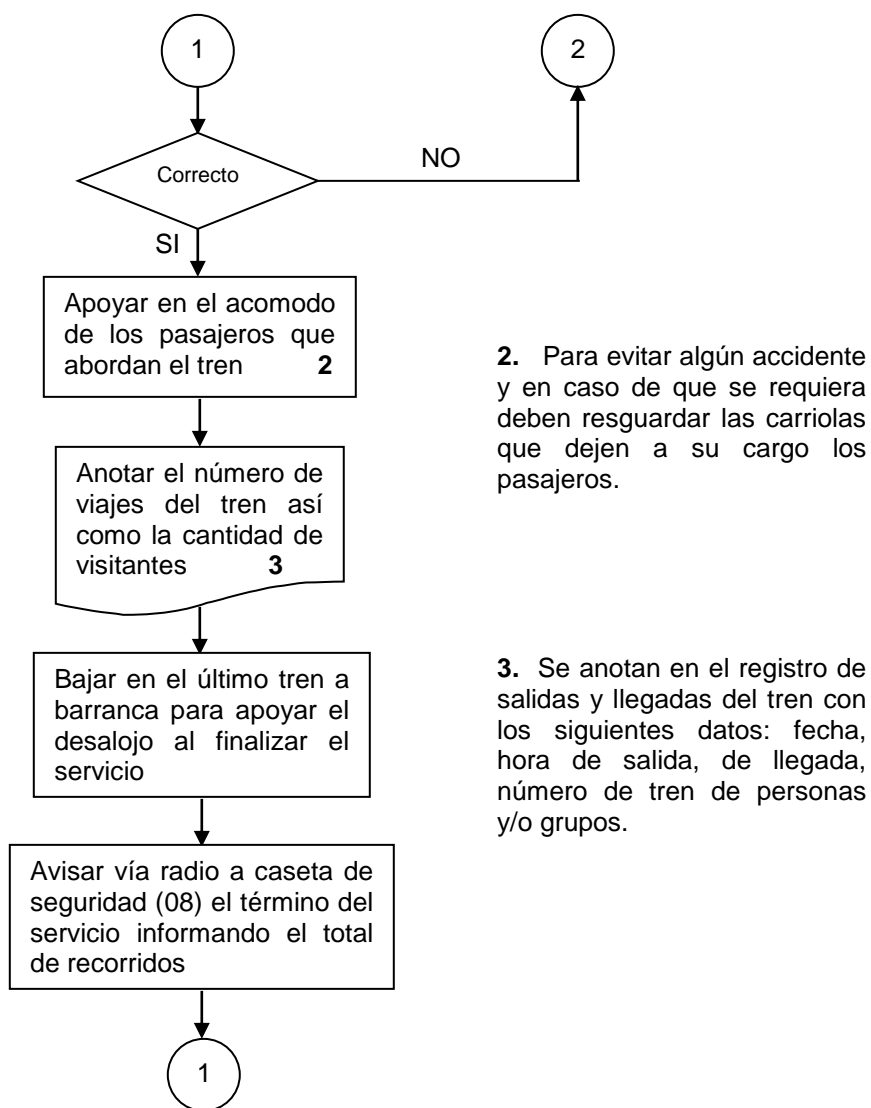 1
2
Correcto
NO
SI
Apoyar en el acomodo
de los pasajeros que
abordan el tren 2
2. Para evitar algún accidente
y en caso de que se requiera
deben resguardar las carriolas
que dejen a su cargo los
pasajeros.
Anotar el número de
viajes del tren así
como la cantidad de
visitantes 3
3. Se anotan en el registro de
salidas y llegadas del tren con
los siguientes datos: fecha,
hora de salida, de llegada,
número de tren de personas
y/o grupos.
Bajar en el último tren a
barranca para apoyar el
desalojo al finalizar el
servicio
Avisar vía radio a caseta de
seguridad (08) el término del
servicio informando el total
de recorridos
1